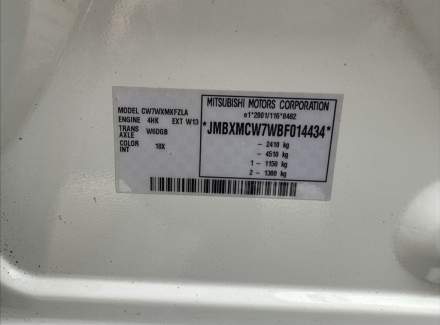 MITSUBISHI MOTORS CORPORATION
e1*2001/116*0482
*JMBXMCW7WBF014434*
– 2410 kg
– 4510 kg
1 – 1150 kg
2 – 1360 kg
MODEL CW7WXMKFZLA
ENGINE 4HK EXT W13
TRANS AXLE W6DGB
COLOR INT 18X